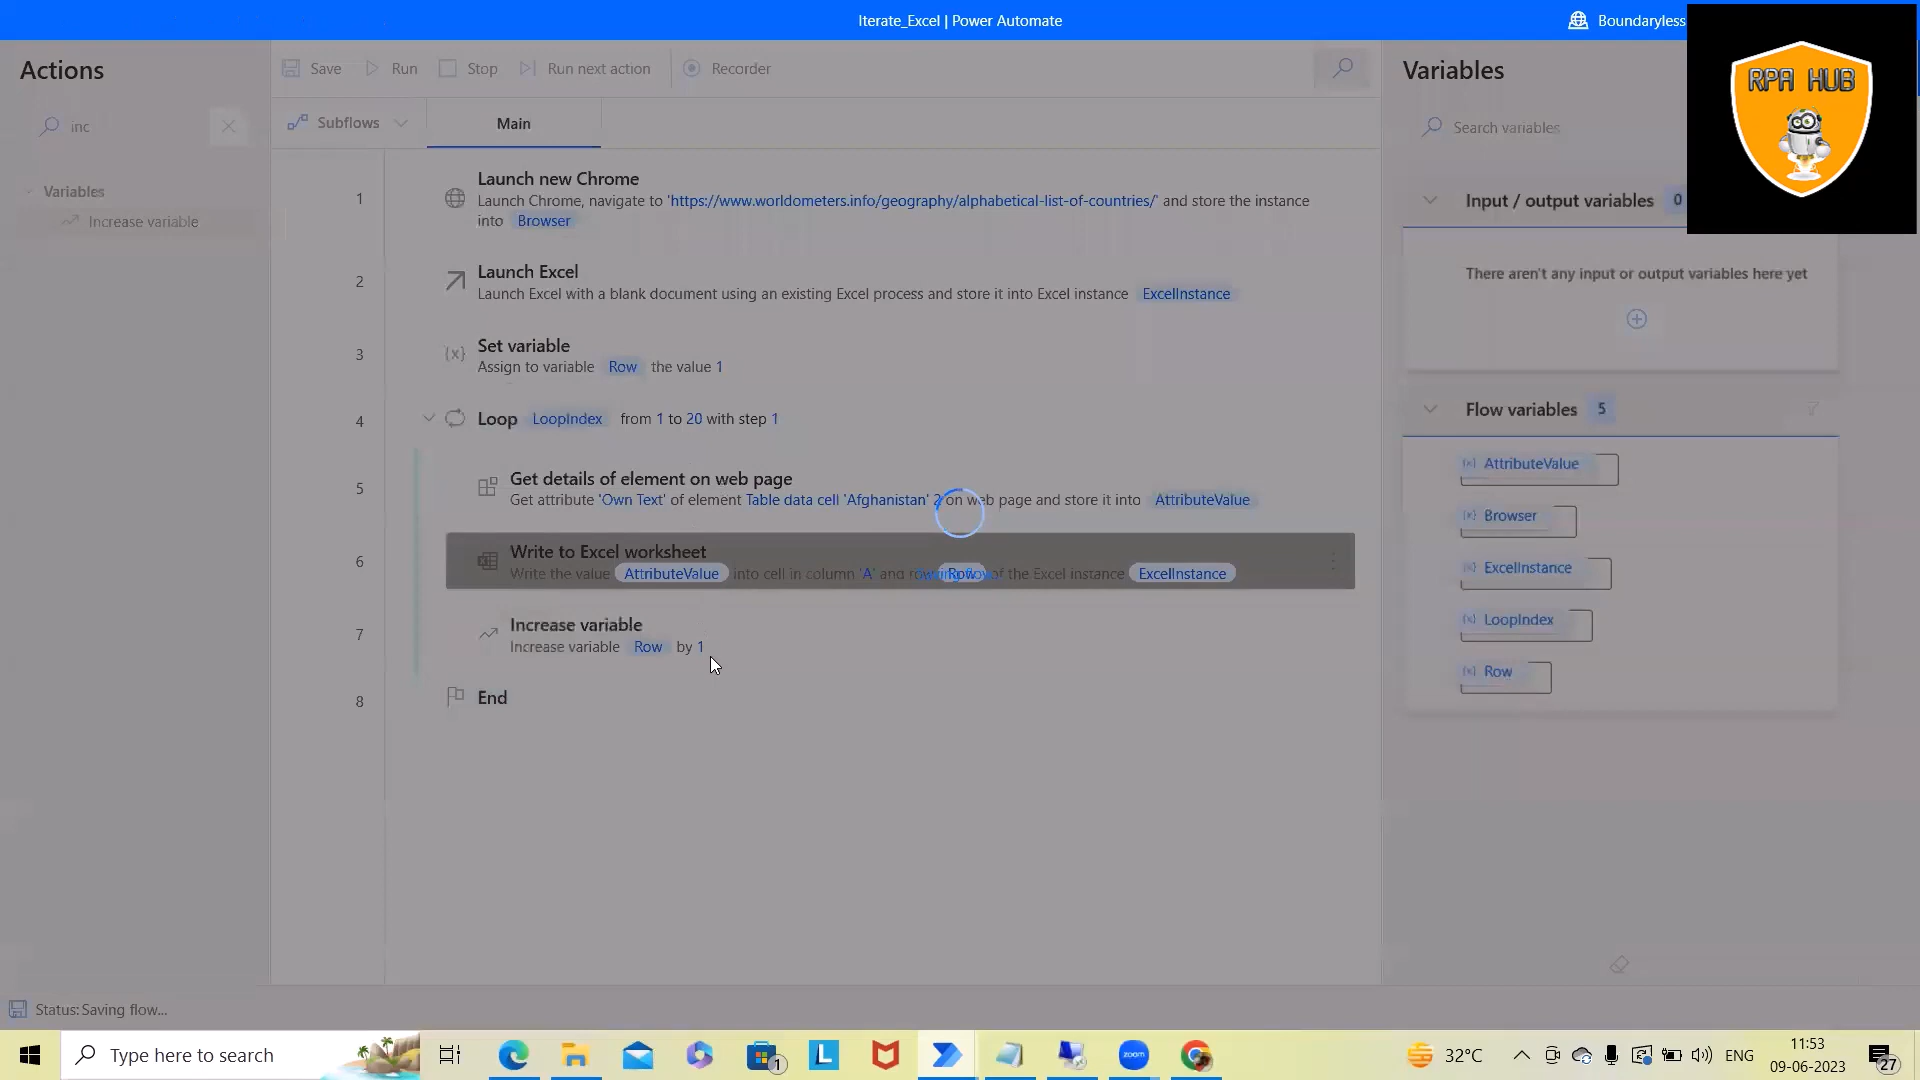 Iterate_Excel | Power Automate
Boundaryless
RPA HUB
Actions
Save
Run
Stop
Run next action
Recorder
Variables
inc
Subflows
Main
Search variables
Variables
Increase variable
1
Launch new Chrome
Launch Chrome, navigate to 'https://www.worldometers.info/geography/alphabetical-list-of-countries/' and store the instance
into Browser
Input / output variables 0
There aren't any input or output variables here yet
2
Launch Excel
Launch Excel with a blank document using an existing Excel process and store it into Excel instance ExcelInstance
3
Set variable
Assign to variable Row the value 1
4
Loop LoopIndex from 1 to 20 with step 1
Flow variables 5
AttributeValue
Browser
ExcelInstance
LoopIndex
Row
5
Get details of element on web page
Get attribute 'Own Text' of element Table data cell 'Afghanistan' 2 on web page and store it into AttributeValue
6
Write to Excel worksheet
Write the value AttributeValue into cell in column 'A' and row Row of the Excel instance ExcelInstance
7
Increase variable
Increase variable Row by 1
8
End
Status: Saving flow...
Type here to search
1
L
zoom
32°C
ENG
11:53
09-06-2023
27